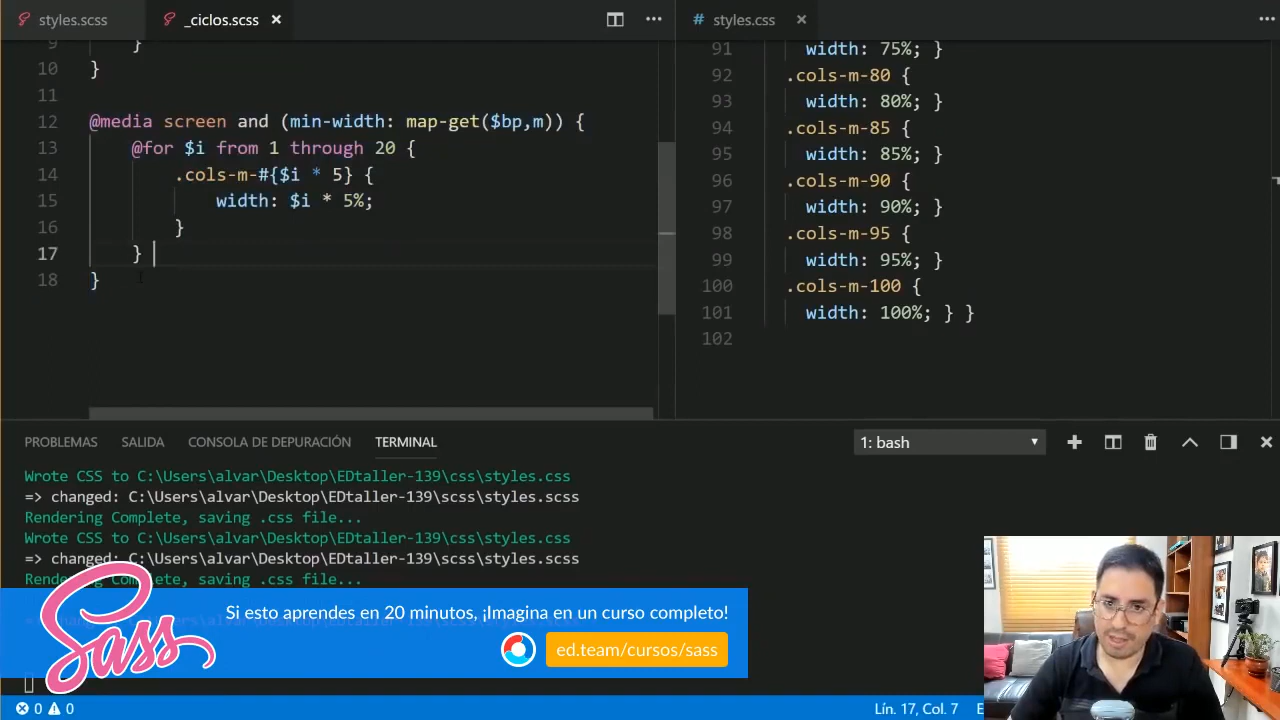 styles.scss
_ciclos.scss
# styles.css
9 }
10 }
11
12 @media screen and (min-width: map-get($bp,m)) {
13 @for $i from 1 through 20 {
14 .cols-m-#{$i * 5} {
15 width: $i * 5%;
16 }
17 }
18 }
91 width: 75%; }
92 .cols-m-80 {
93 width: 80%; }
94 .cols-m-85 {
95 width: 85%; }
96 .cols-m-90 {
97 width: 90%; }
98 .cols-m-95 {
99 width: 95%; }
100 .cols-m-100 {
101 width: 100%; } }
102
PROBLEMAS SALIDA CONSOLA DE DEPURACIÓN TERMINAL 1: bash
Wrote CSS to C:\Users\alvar\Desktop\EDtaller-139\css\styles.css
=> changed: C:\Users\alvar\Desktop\EDtaller-139\scss\styles.scss
Rendering Complete, saving .css file...
Wrote CSS to C:\Users\alvar\Desktop\EDtaller-139\css\styles.css
=> changed: C:\Users\alvar\Desktop\EDtaller-139\scss\styles.scss
Rendering Complete, saving .css file...
Sass
Si esto aprendes en 20 minutos, ¡Imagina en un curso completo!
ed.team/cursos/sass
0 0 Lín. 17, Col. 7